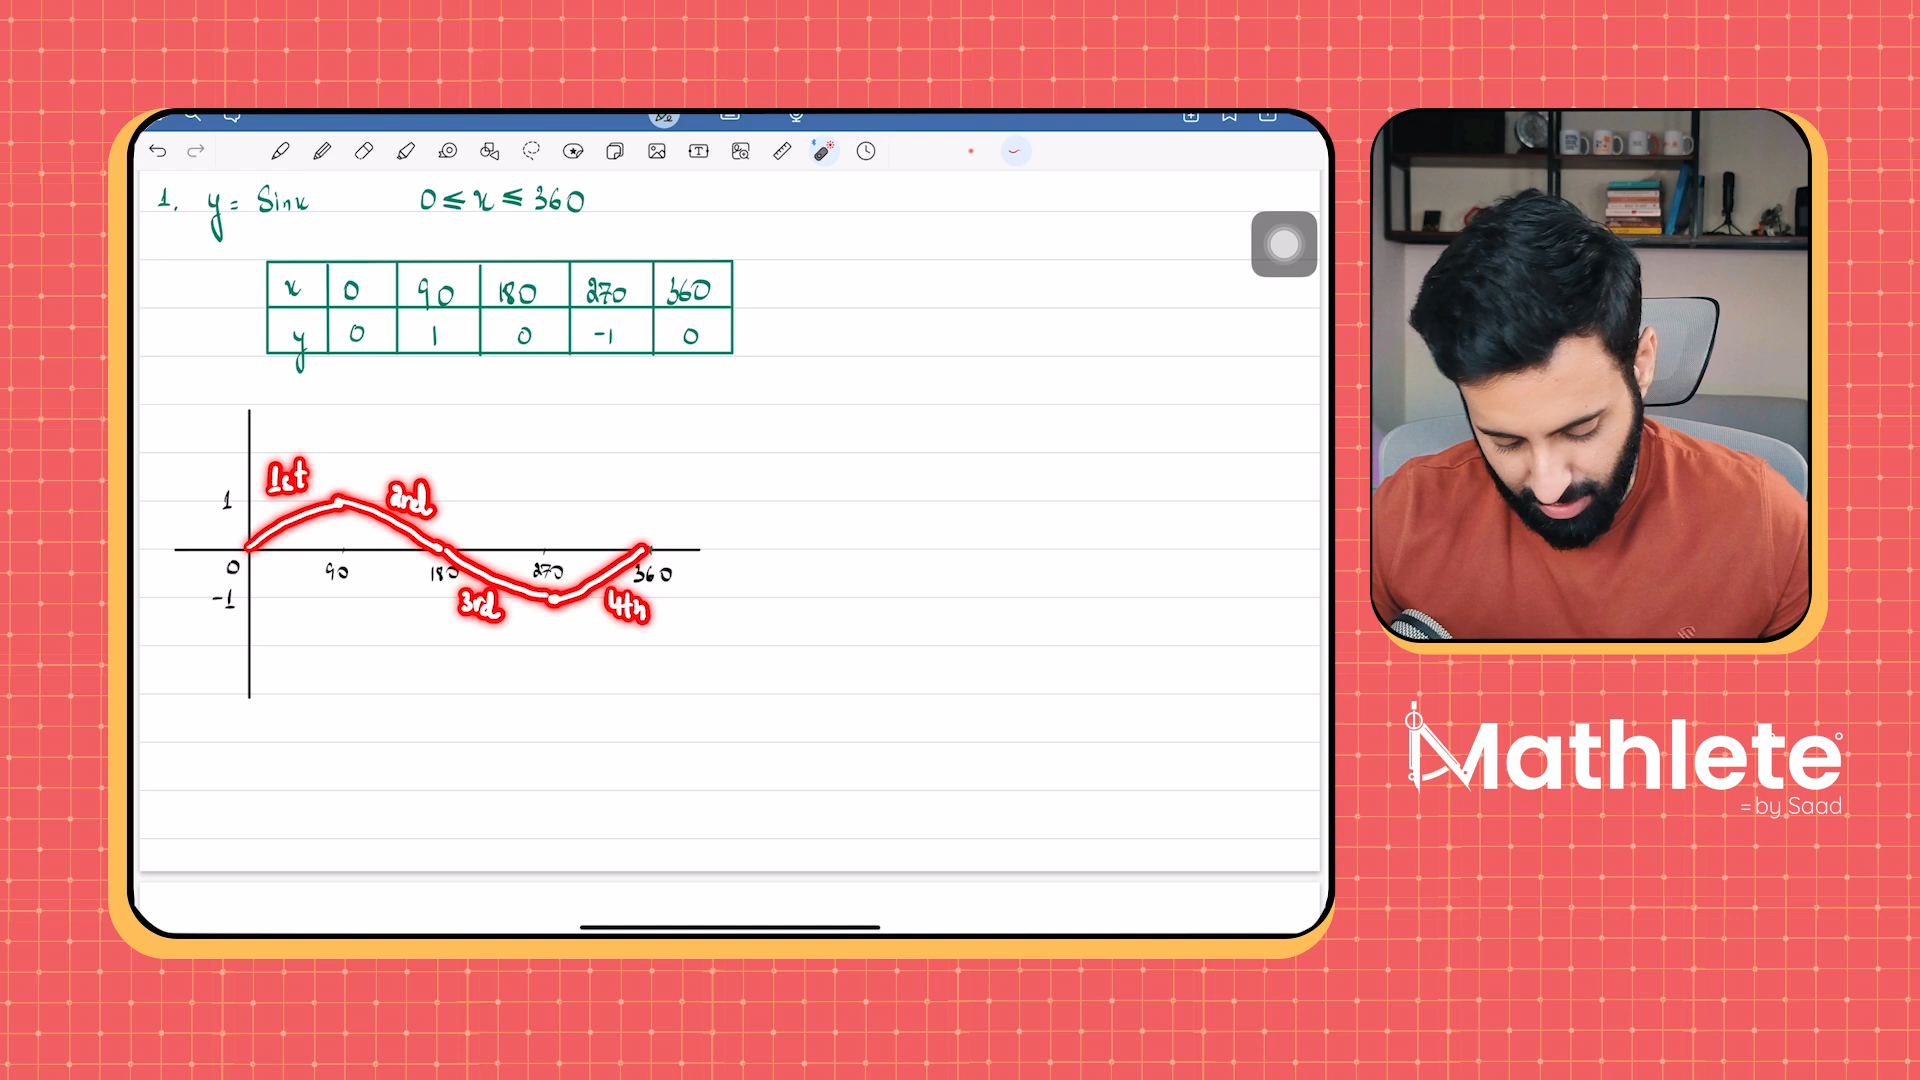 1. y = Sinx 0 ≤ x ≤ 360
x 0 90 180 270 360
y 0 1 0 -1 0
1st
2nd
1
0 90 180 270 360
-1
3rd 4th
Mathlete
= by Saad